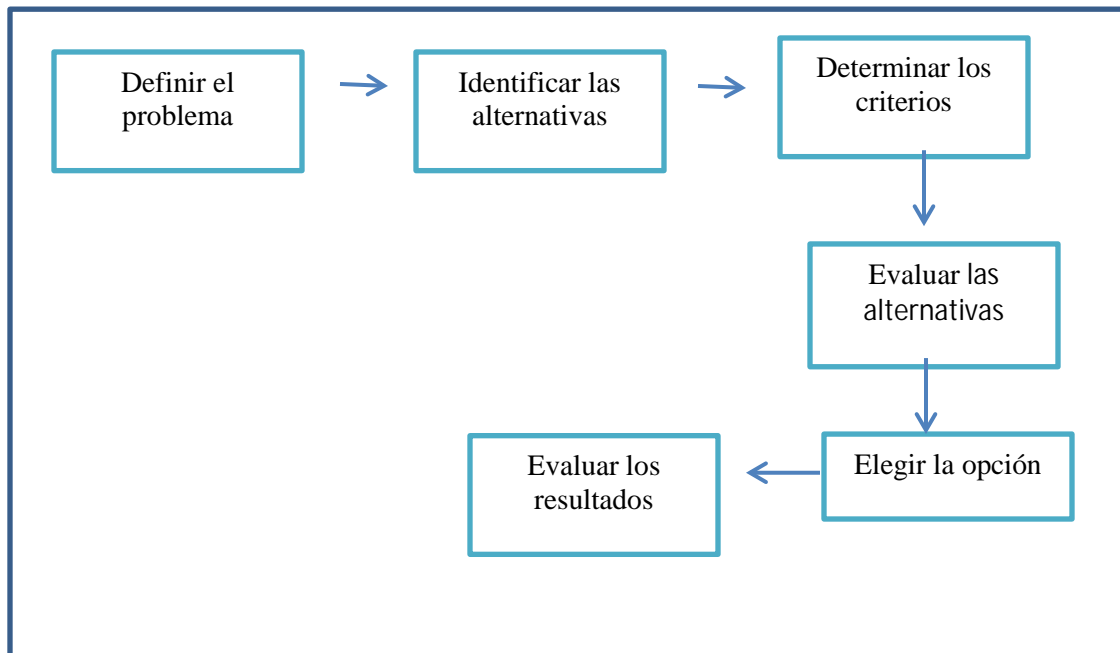 Definir el
problema
Identificar las
alternativas
Determinar los
criterios
Evaluar las
alternativas
Elegir la opción
Evaluar los
resultados